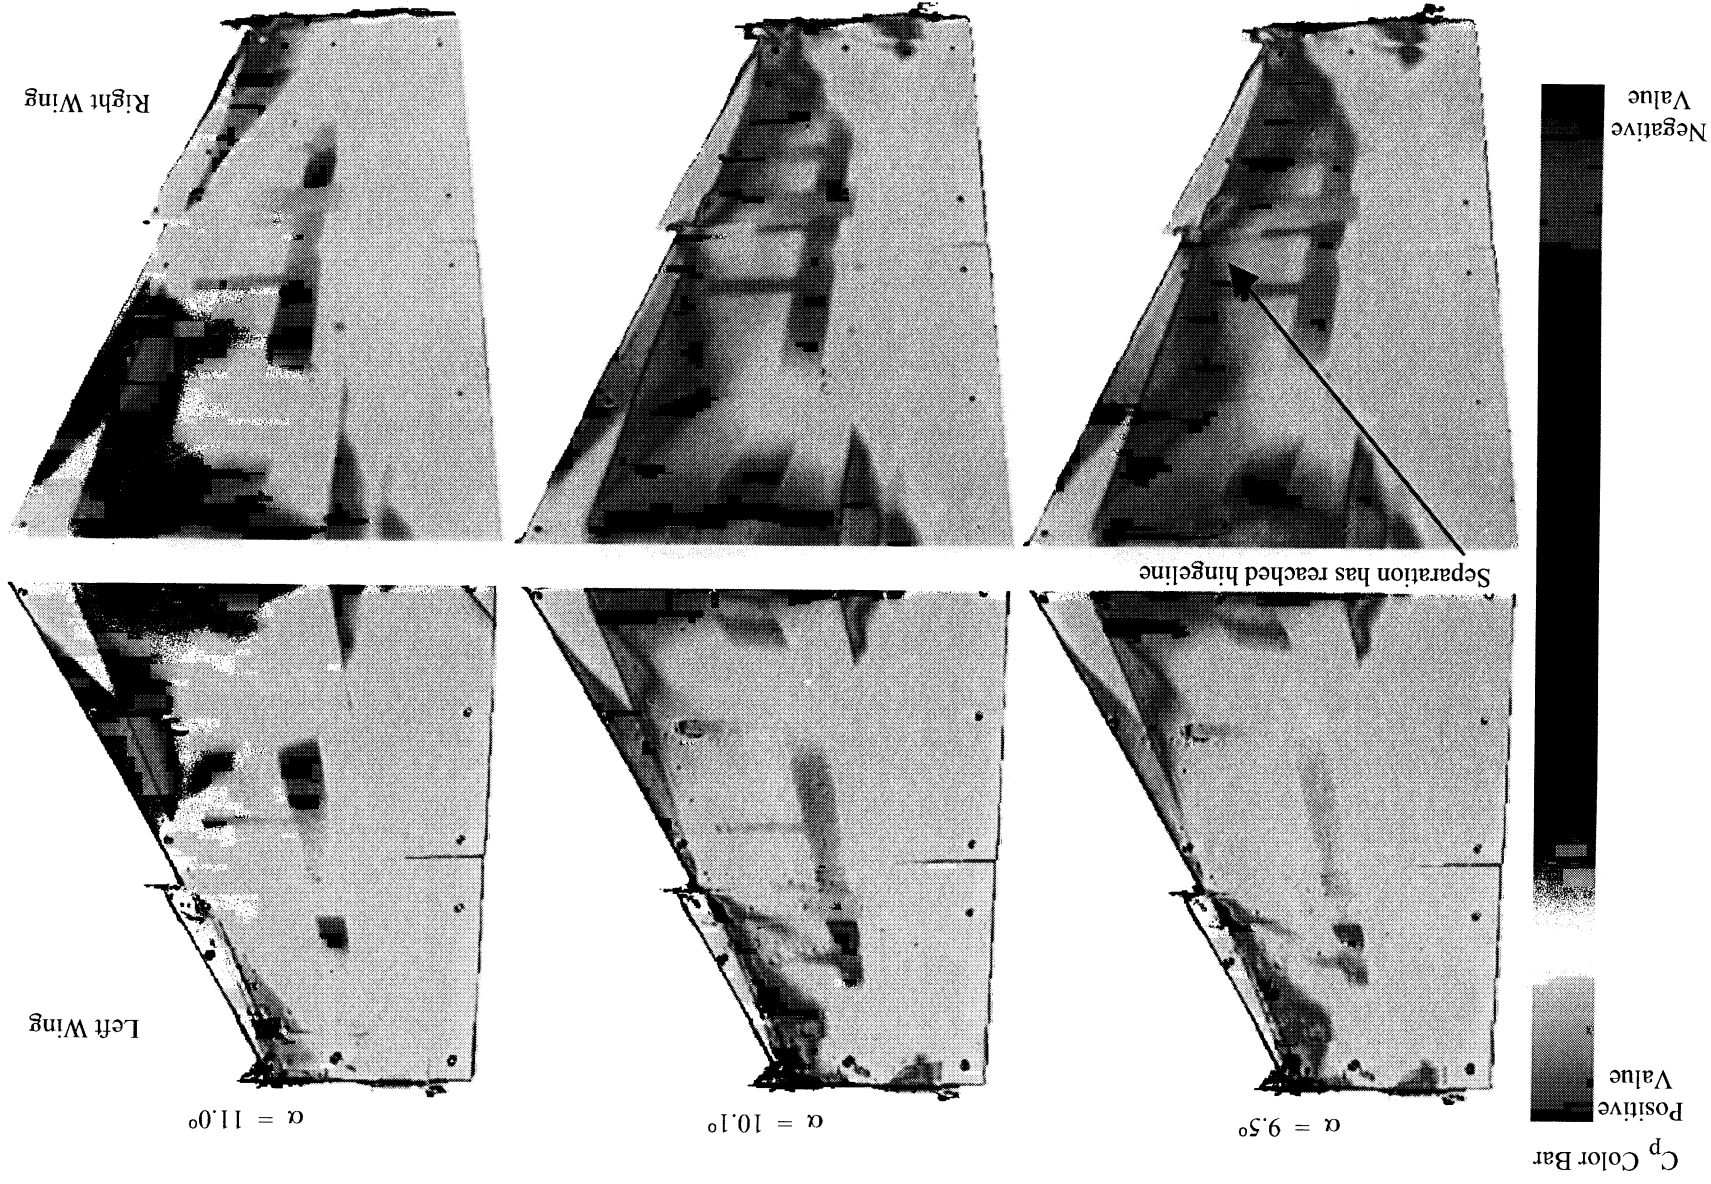 C_p Color Bar
Positive
Value
Negative
Value
α = 9.5°
α = 10.1°
α = 11.0°
Left Wing
Separation has reached hingeline
Right Wing